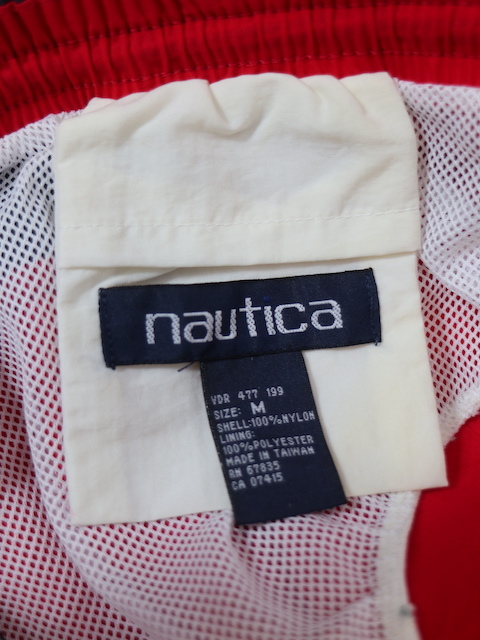 nautica
VDR 477 199
SIZE: M
SHELL:100%NYLON
LINING:
100%POLYESTER
MADE IN TAIWAN
RN 67835
CA 07415